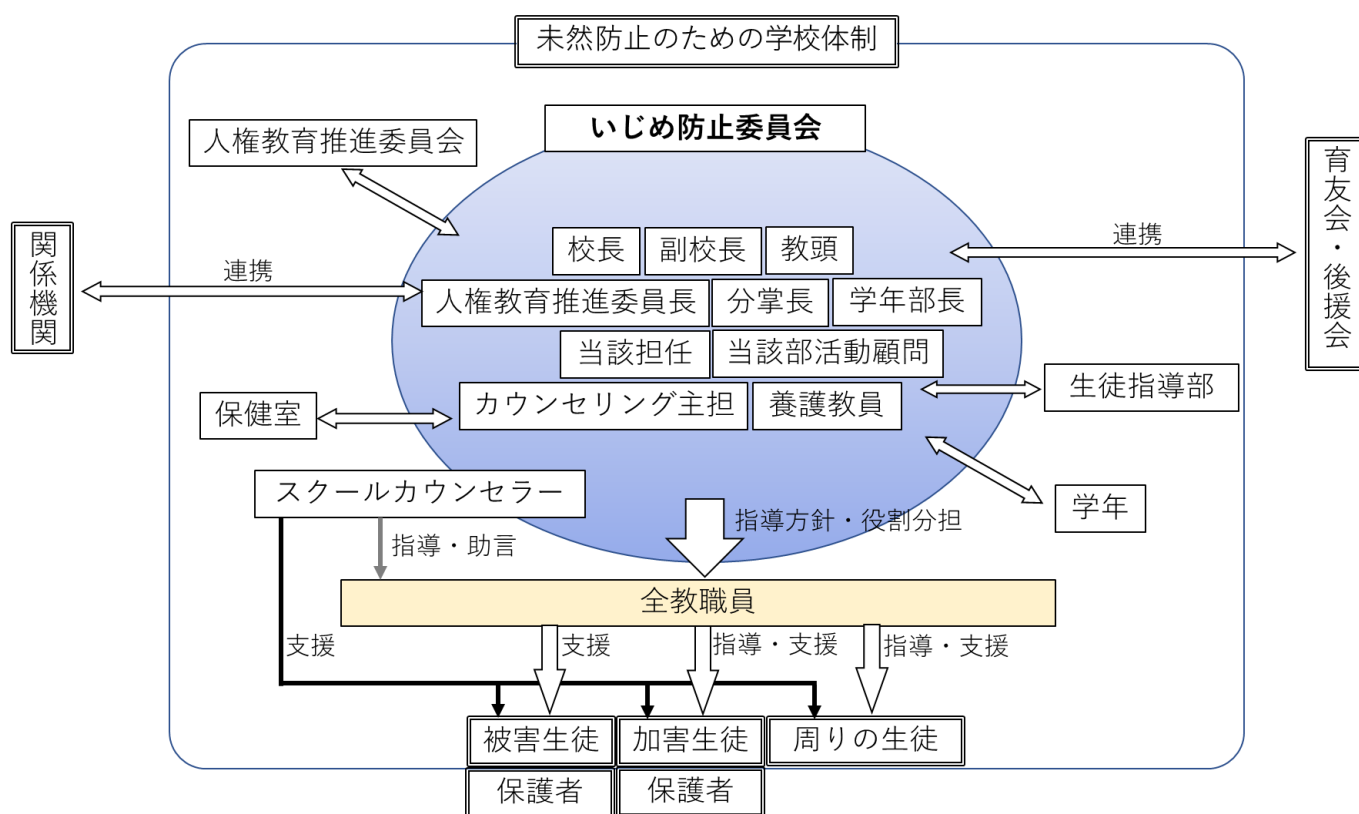 未然防止のための学校体制
いじめ防止委員会
人権教育推進委員会
関係機関
連携
育友会・後援会
連携
校長 副校長 教頭
人権教育推進委員長 分掌長 学年部長
当該担任 当該部活動顧問
カウンセリング主担 養護教員
生徒指導部
保健室
スクールカウンセラー
学年
指導方針・役割分担
指導・助言
全教職員
支援
支援
指導・支援
指導・支援
被害生徒 加害生徒 周りの生徒
保護者 保護者